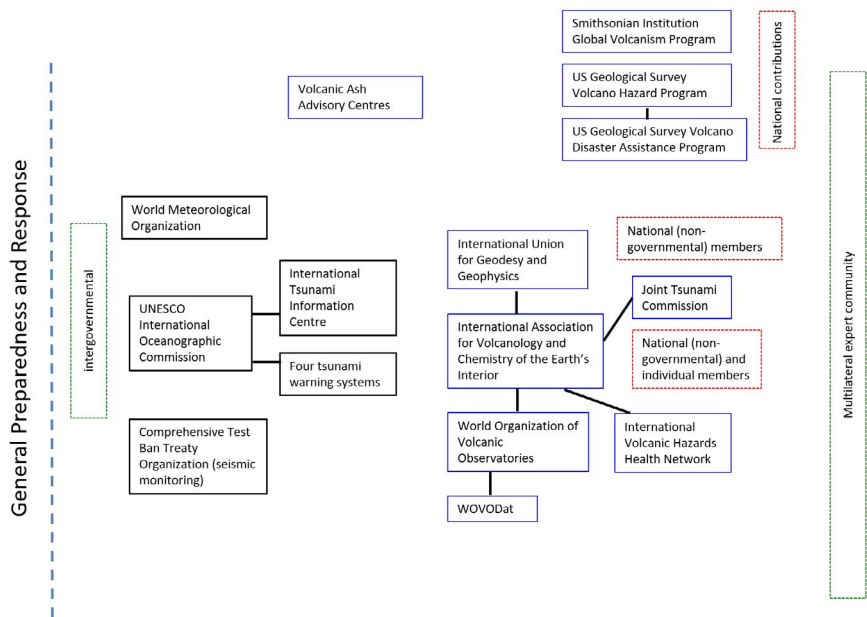 General Preparedness and Response
intergovernmental
Volcanic Ash
Advisory Centres
Smithsonian Institution
Global Volcanism Program
US Geological Survey
Volcano Hazard Program
US Geological Survey Volcano
Disaster Assistance Program
National contributions
World Meteorological
Organization
UNESCO
International
Oceanographic
Commission
International
Tsunami
Information
Centre
Four tsunami
warning systems
Comprehensive Test
Ban Treaty
Organization (seismic
monitoring)
International Union
for Geodesy and
Geophysics
National (non-
governmental) members
Joint Tsunami
Commission
International Association
for Volcanology and
Chemistry of the Earth's
Interior
National (non-
governmental) and
individual members
World Organization of
Volcanic
Observatories
International
Volcanic Hazards
Health Network
WOVODat
Multilateral expert community